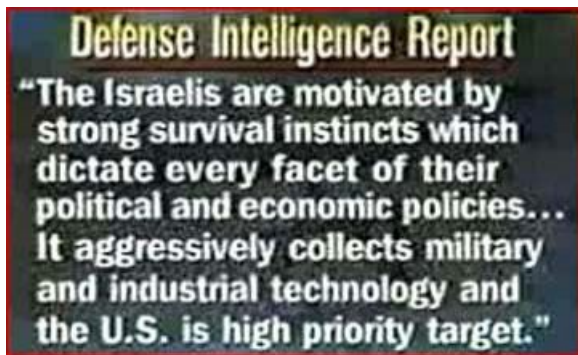 Defense Intelligence Report
“The Israelis are motivated by
strong survival instincts which
dictate every facet of their
political and economic policies...
It aggressively collects military
and industrial technology and
the U.S. is high priority target.”